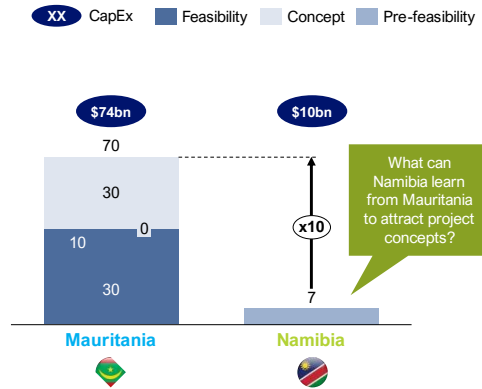 XX CapEx Feasibility Concept Pre-feasibility
$74bn $10bn
70
30
0
10
30
x10
7
What can
Namibia learn
from Mauritania
to attract project
concepts?
Mauritania Namibia